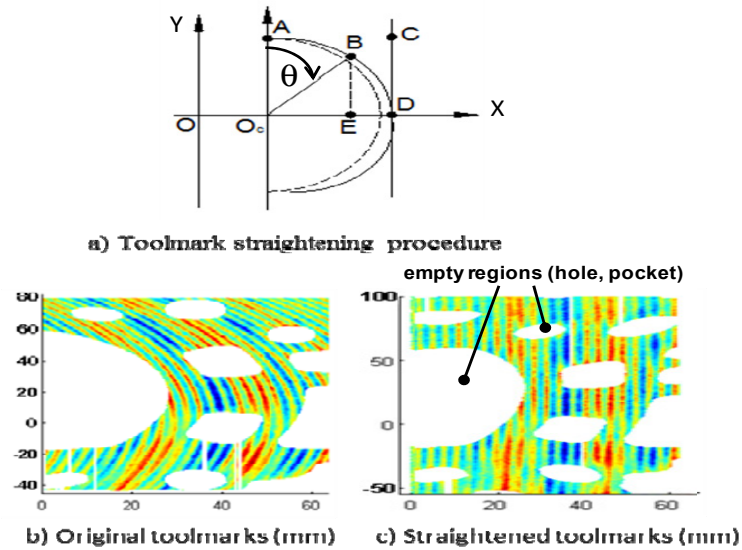 Y
A
B
C
θ
D
X
O
Oc
E
a) Toolmark straightening procedure
empty regions (hole, pocket)
80
60
40
20
0
-20
-40
0
20
40
60
100
50
0
-50
0
20
40
60
b) Original toolmarks (mm)
c) Straightened toolmarks (mm)